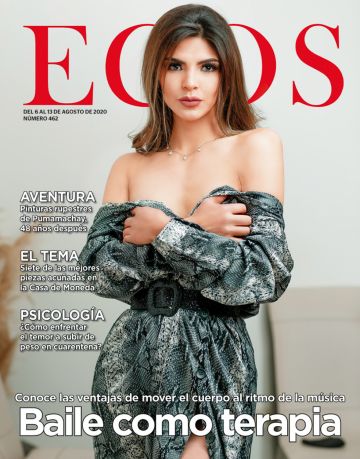 ECOS
DEL 6 AL 13 DE AGOSTO DE 2020
NÚMERO 462
AVENTURA
Pinturas rupestres
de Pumamachay,
48 años después.
EL TEMA
Siete de las mejores
piezas acuñadas en
la Casa de Moneda.
PSICOLOGÍA
¿Cómo enfrentar
el temor a subir de
peso en cuarentena?
Conoce las ventajas de mover el cuerpo al ritmo de la música
Baile como terapia